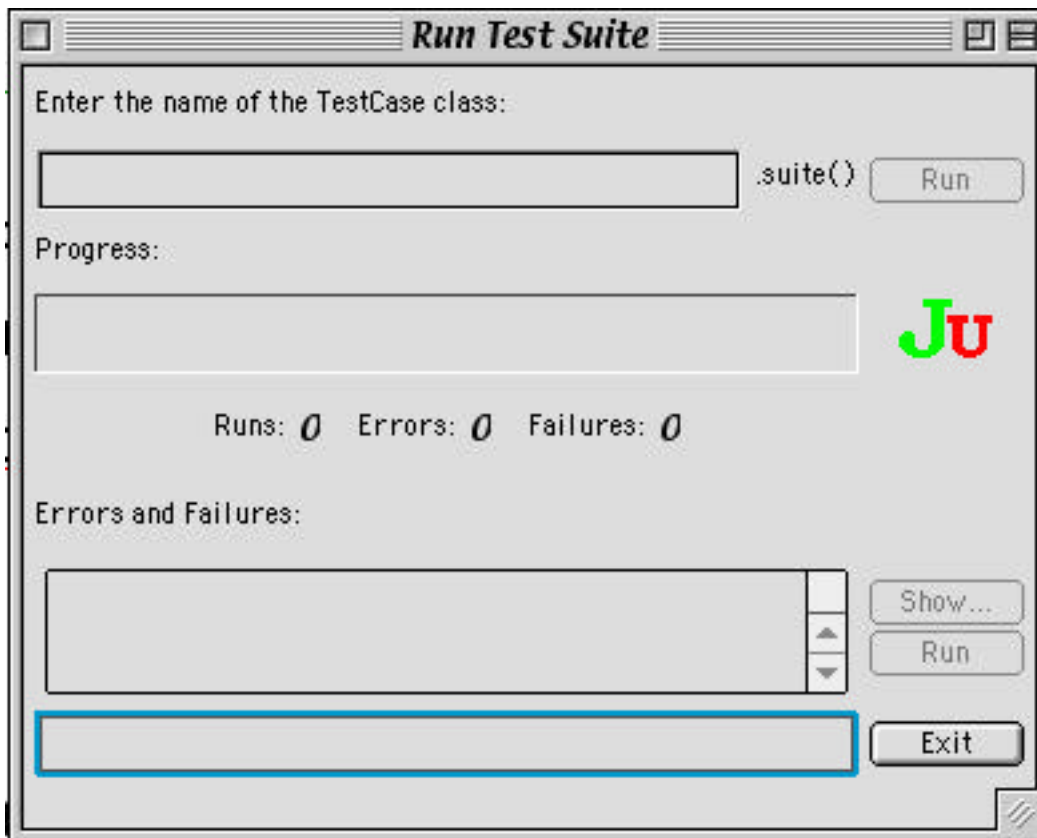 Run Test Suite
Enter the name of the TestCase class:
.suite() Run
Progress:
JU
Runs: 0 Errors: 0 Failures: 0
Errors and Failures:
Show...
Run
Exit